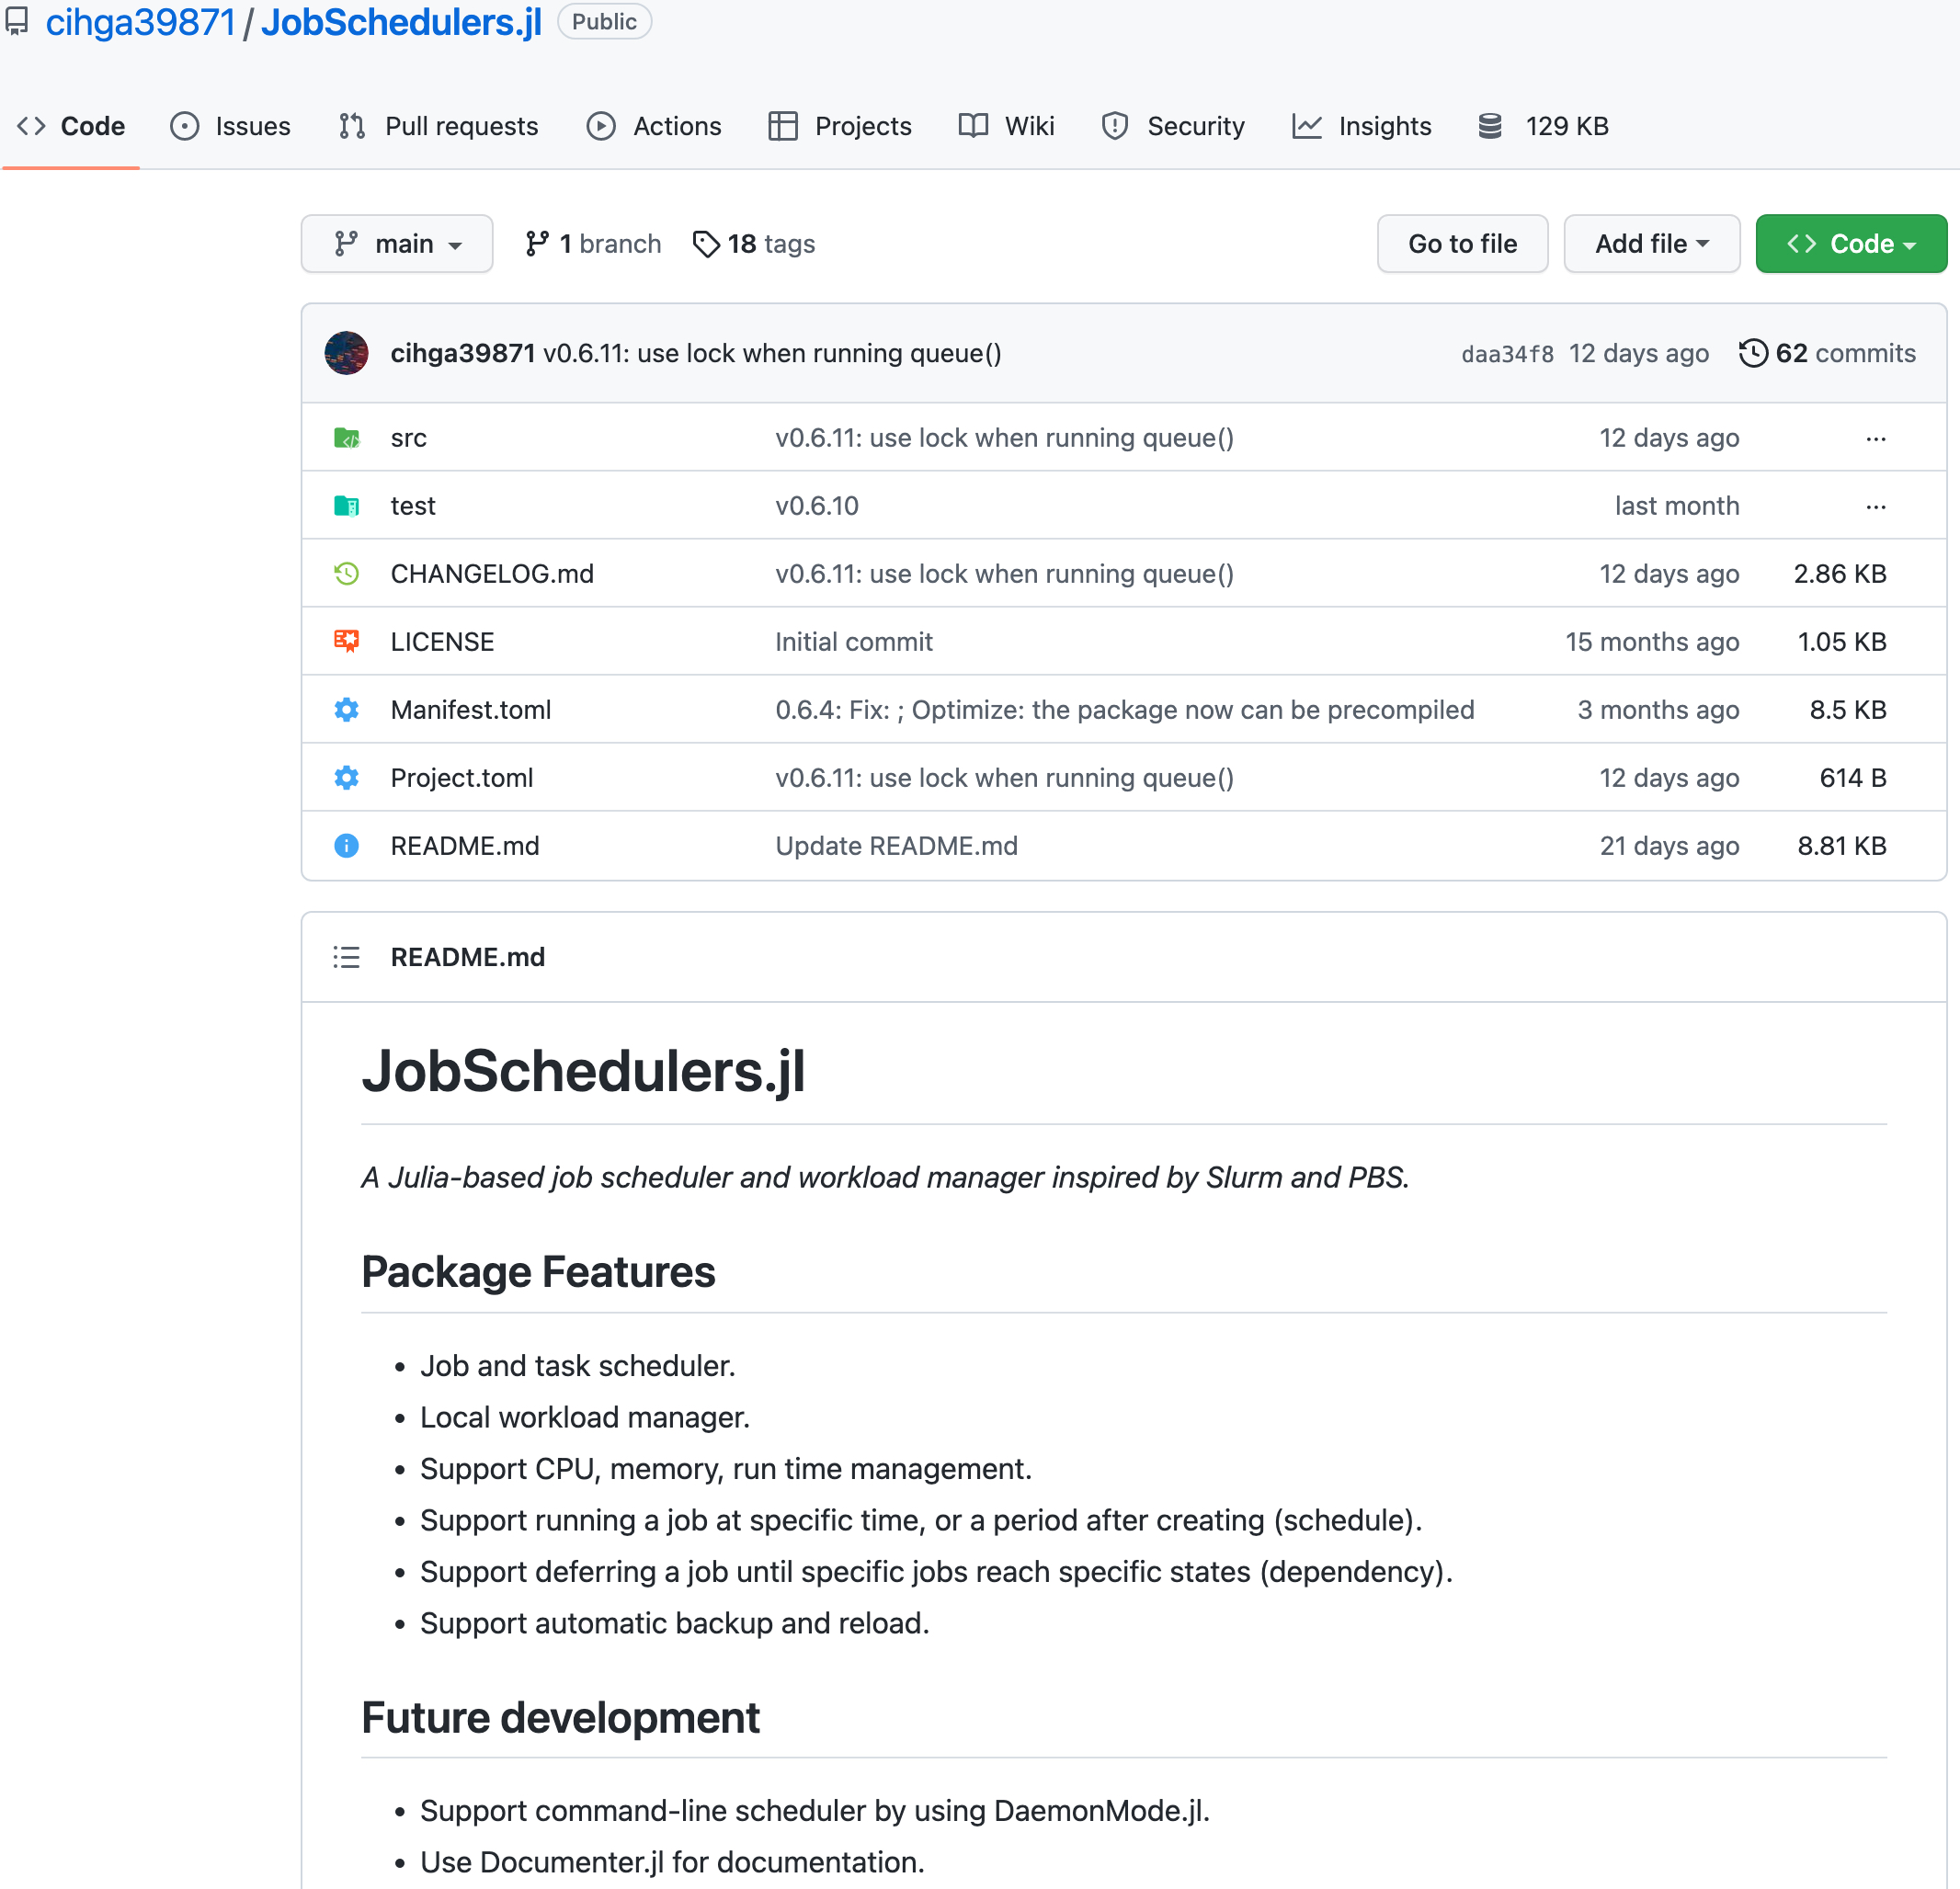 cihga39871 / JobSchedulers.jl Public
Code Issues Pull requests Actions Projects Wiki Security Insights 129 KB
main 1 branch 18 tags Go to file Add file Code
cihga39871 v0.6.11: use lock when running queue() daa34f8 12 days ago 62 commits
src v0.6.11: use lock when running queue() 12 days ago ...
test v0.6.10 last month ...
CHANGELOG.md v0.6.11: use lock when running queue() 12 days ago 2.86 KB
LICENSE Initial commit 15 months ago 1.05 KB
Manifest.toml 0.6.4: Fix: ; Optimize: the package now can be precompiled 3 months ago 8.5 KB
Project.toml v0.6.11: use lock when running queue() 12 days ago 614 B
README.md Update README.md 21 days ago 8.81 KB
README.md
JobSchedulers.jl
A Julia-based job scheduler and workload manager inspired by Slurm and PBS.
Package Features
• Job and task scheduler.
• Local workload manager.
• Support CPU, memory, run time management.
• Support running a job at specific time, or a period after creating (schedule).
• Support deferring a job until specific jobs reach specific states (dependency).
• Support automatic backup and reload.
Future development
• Support command-line scheduler by using DaemonMode.jl.
• Use Documenter.jl for documentation.